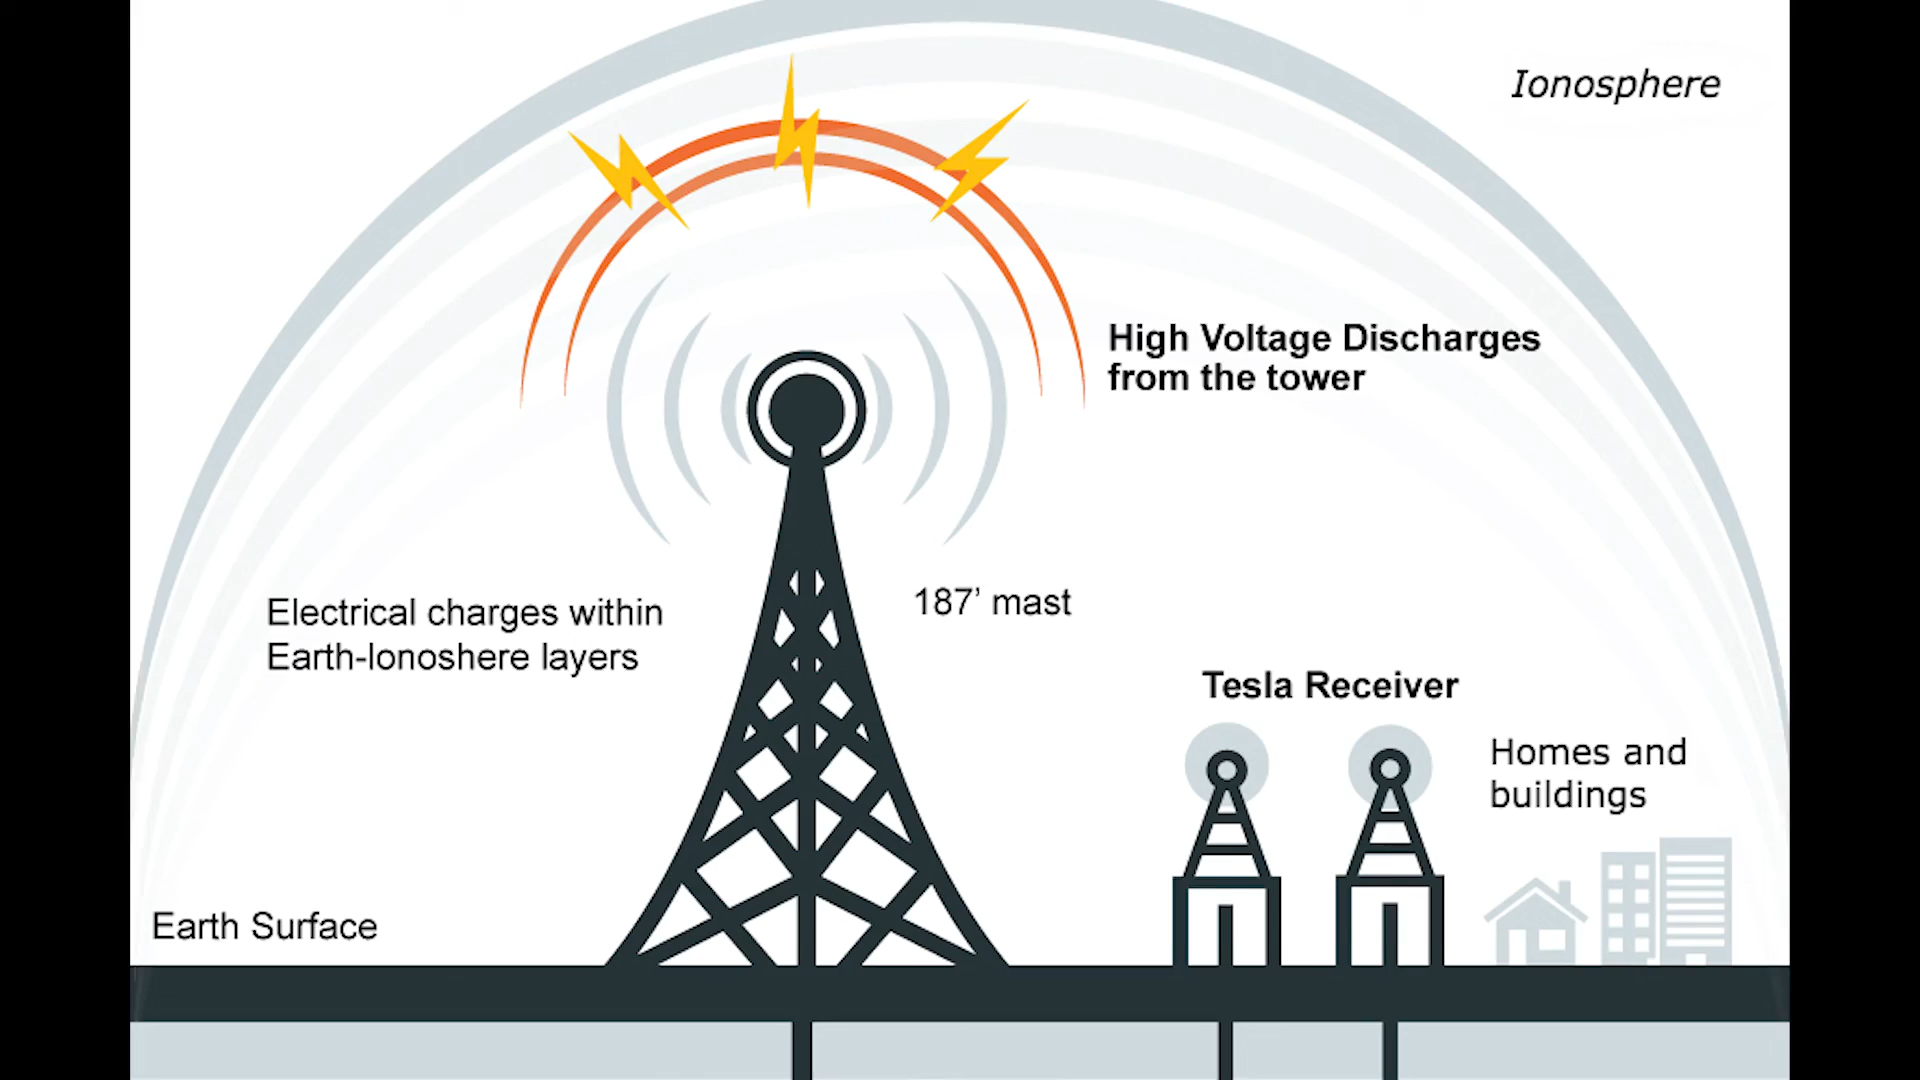 Ionosphere
High Voltage Discharges
from the tower
187’ mast
Electrical charges within
Earth-Ionoshere layers
Tesla Receiver
Homes and
buildings
Earth Surface